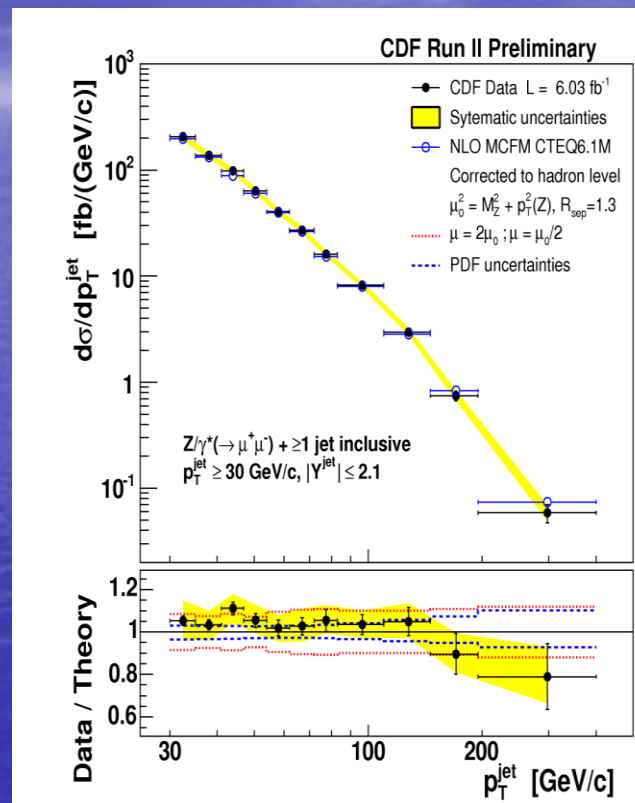 CDF Run II Preliminary
CDF Data L = 6.03 fb⁻¹
Sytematic uncertainties
NLO MCFM CTEQ6.1M
Corrected to hadron level
μ₀² = M_Z² + p_T²(Z), R_sep=1.3
μ = 2μ₀ ; μ = μ₀/2
PDF uncertainties
dσ/dp_T^jet [fb/(GeV/c)]
10³
10²
10
1
10⁻¹
Z/γ*(→ μ⁺μ⁻) + ≥1 jet inclusive
p_T^jet ≥ 30 GeV/c, |Y^jet| ≤ 2.1
Data / Theory
1.2
1
0.8
0.6
30 100 200
p_T^jet [GeV/c]